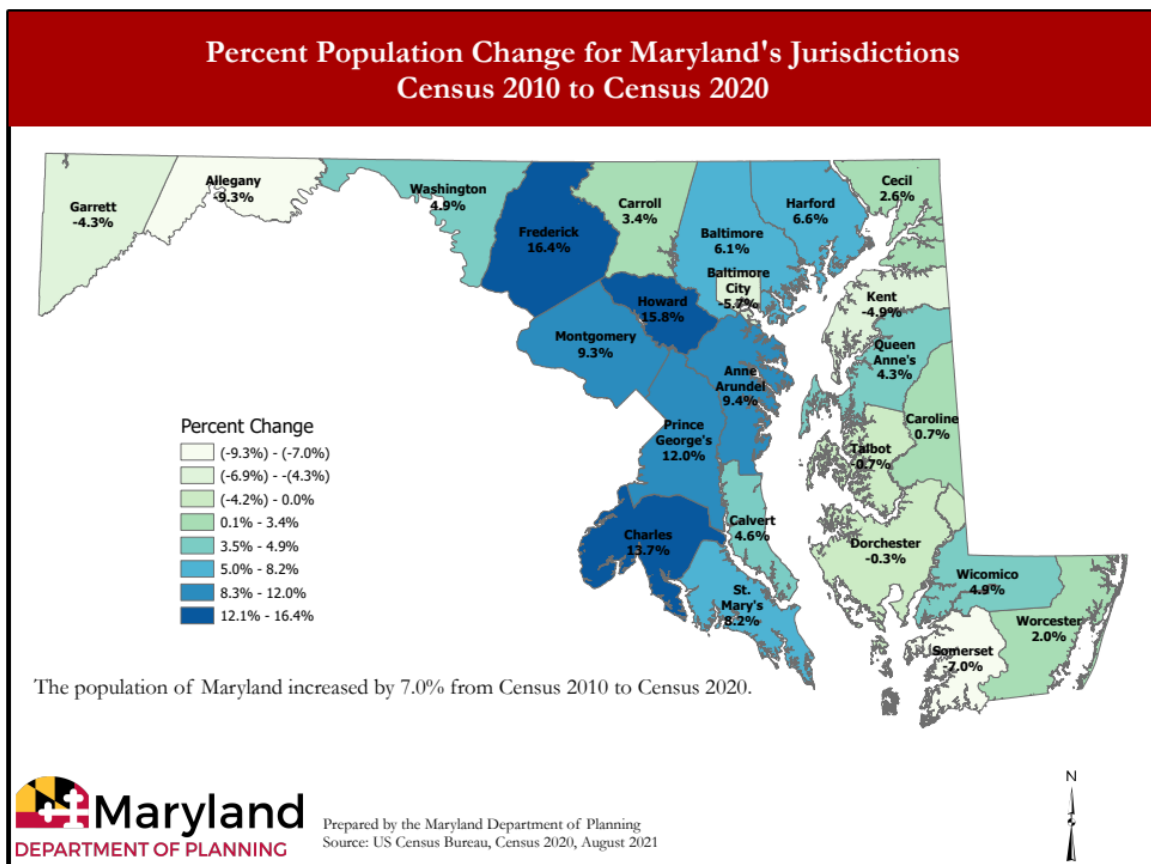 Percent Population Change for Maryland's Jurisdictions
Census 2010 to Census 2020
Garrett
-4.3%
Allegany
-9.3%
Washington
4.9%
Frederick
16.4%
Carroll
3.4%
Baltimore
6.1%
Harford
6.6%
Cecil
2.6%
Baltimore
City
-5.7%
Howard
15.8%
Kent
-4.9%
Montgomery
9.3%
Queen
Anne's
4.3%
Anne
Arundel
9.4%
Caroline
0.7%
Prince
George's
12.0%
Talbot
-0.7%
Calvert
4.6%
Charles
13.7%
Dorchester
-0.3%
Wicomico
4.9%
St.
Mary's
8.2%
Worcester
2.0%
Somerset
-7.0%
Percent Change
(-9.3%) - (-7.0%)
(-6.9%) - -(4.3%)
(-4.2%) - 0.0%
0.1% - 3.4%
3.5% - 4.9%
5.0% - 8.2%
8.3% - 12.0%
12.1% - 16.4%
The population of Maryland increased by 7.0% from Census 2010 to Census 2020.
Maryland
DEPARTMENT OF PLANNING
Prepared by the Maryland Department of Planning
Source: US Census Bureau, Census 2020, August 2021
N